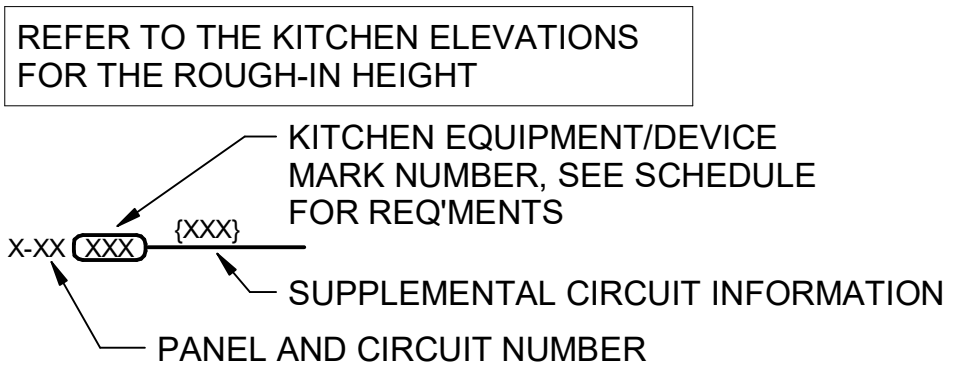 REFER TO THE KITCHEN ELEVATIONS
FOR THE ROUGH-IN HEIGHT
KITCHEN EQUIPMENT/DEVICE
MARK NUMBER, SEE SCHEDULE
FOR REQ'MENTS
X-XX XXX {XXX}
SUPPLEMENTAL CIRCUIT INFORMATION
PANEL AND CIRCUIT NUMBER